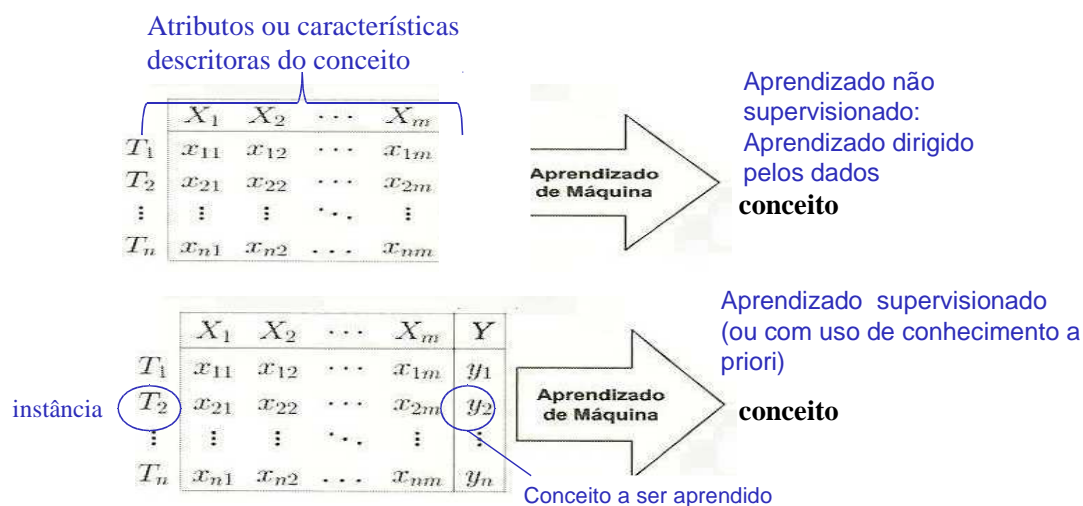 Atributos ou características
descritoras do conceito
X₁ X₂ ⋯ Xₘ
T₁ x₁₁ x₁₂ ⋯ x₁ₘ
T₂ x₂₁ x₂₂ ⋯ x₂ₘ
⋮ ⋮ ⋮ ⋱ ⋮
Tₙ xₙ₁ xₙ₂ … xₙₘ
Aprendizado
de Máquina
Aprendizado não
supervisionado:
Aprendizado dirigido
pelos dados
conceito
X₁ X₂ ⋯ Xₘ Y
T₁ x₁₁ x₁₂ ⋯ x₁ₘ y₁
instância T₂ x₂₁ x₂₂ ⋯ x₂ₘ y₂
⋮ ⋮ ⋮ ⋱ ⋮ ⋮
Tₙ xₙ₁ xₙ₂ … xₙₘ yₙ
Aprendizado
de Máquina
Aprendizado supervisionado
(ou com uso de conhecimento a
priori)
conceito
Conceito a ser aprendido